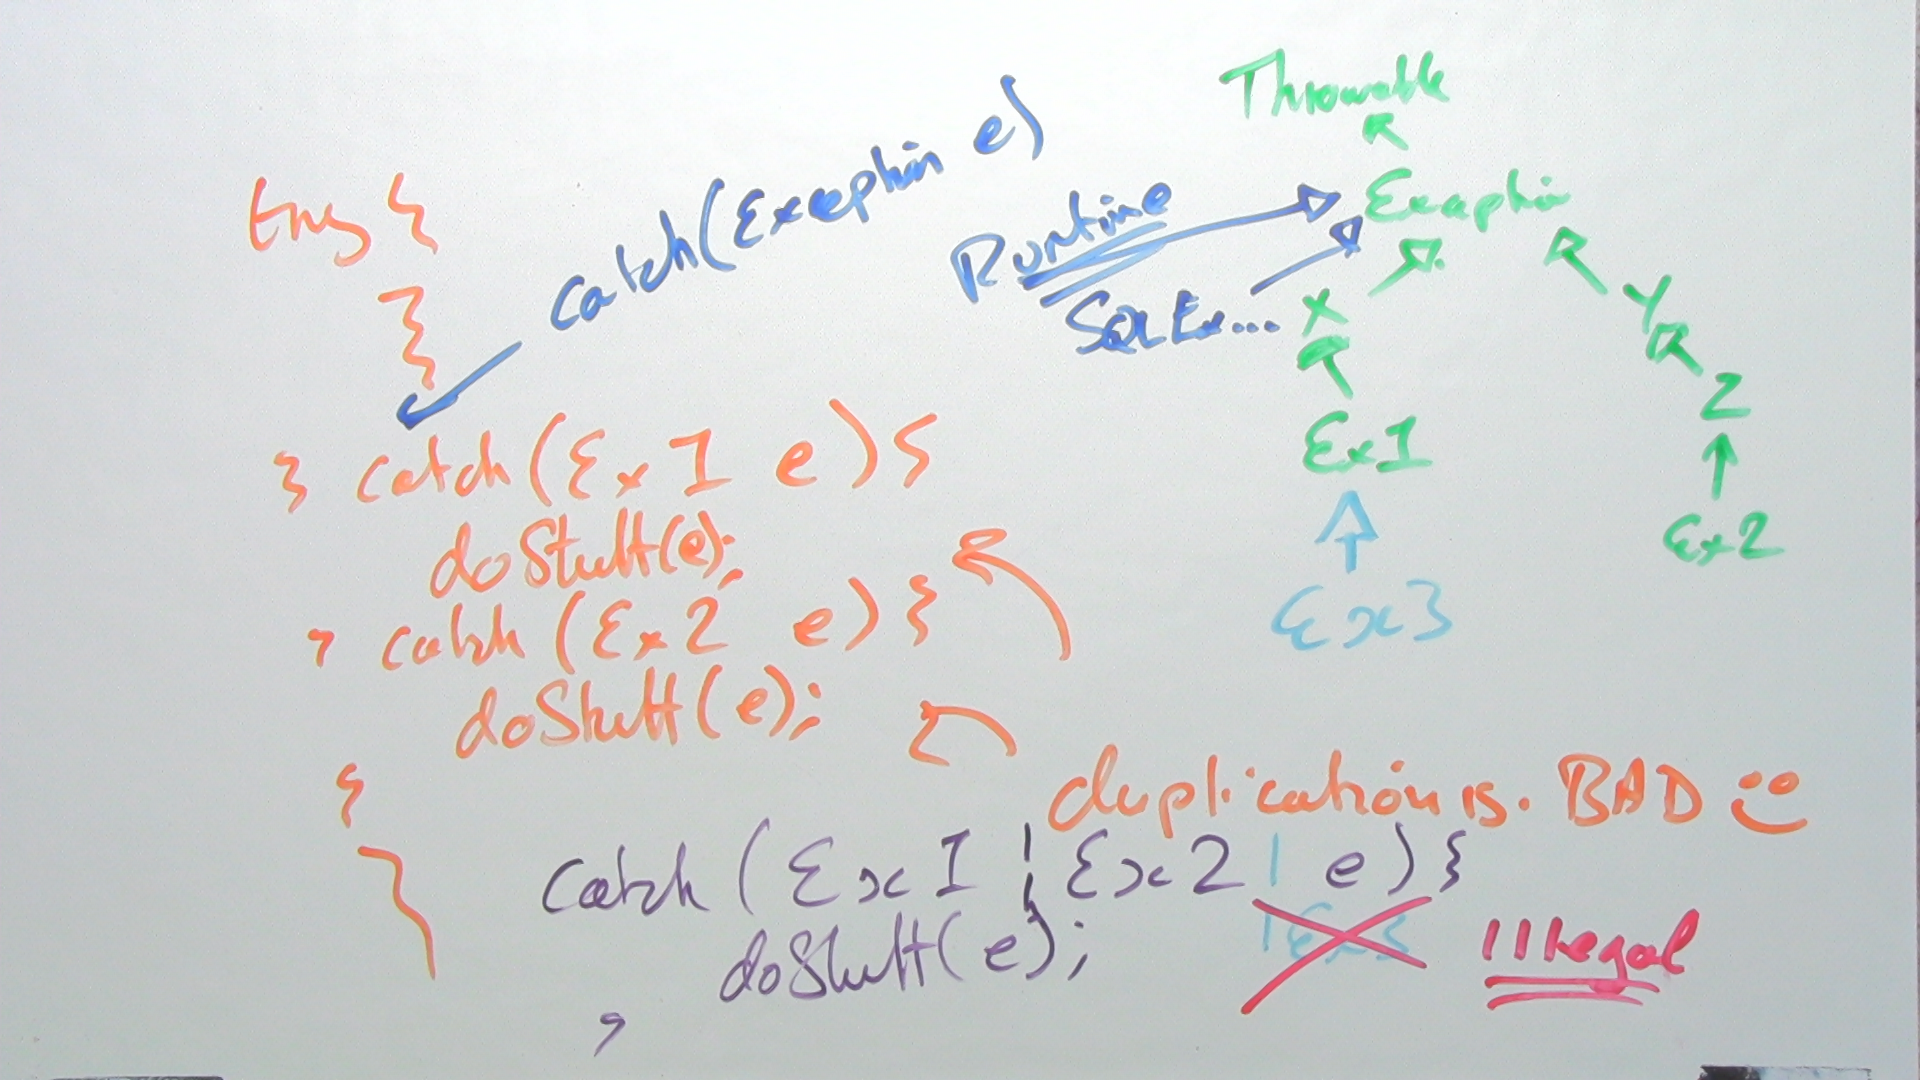 try {
}
catch(Exception e)
} catch(Ex1 e) {
doStuff(e);
} catch(Ex2 e) {
doStuff(e);
}
duplication is. BAD
catch(Ex1 | Ex2 | e) {
|Ex3
doStuff(e);
}
Illegal
Throwable
Exception
Runtime
SQLEx...
X
Y
Z
Ex1
Ex2
Ex3